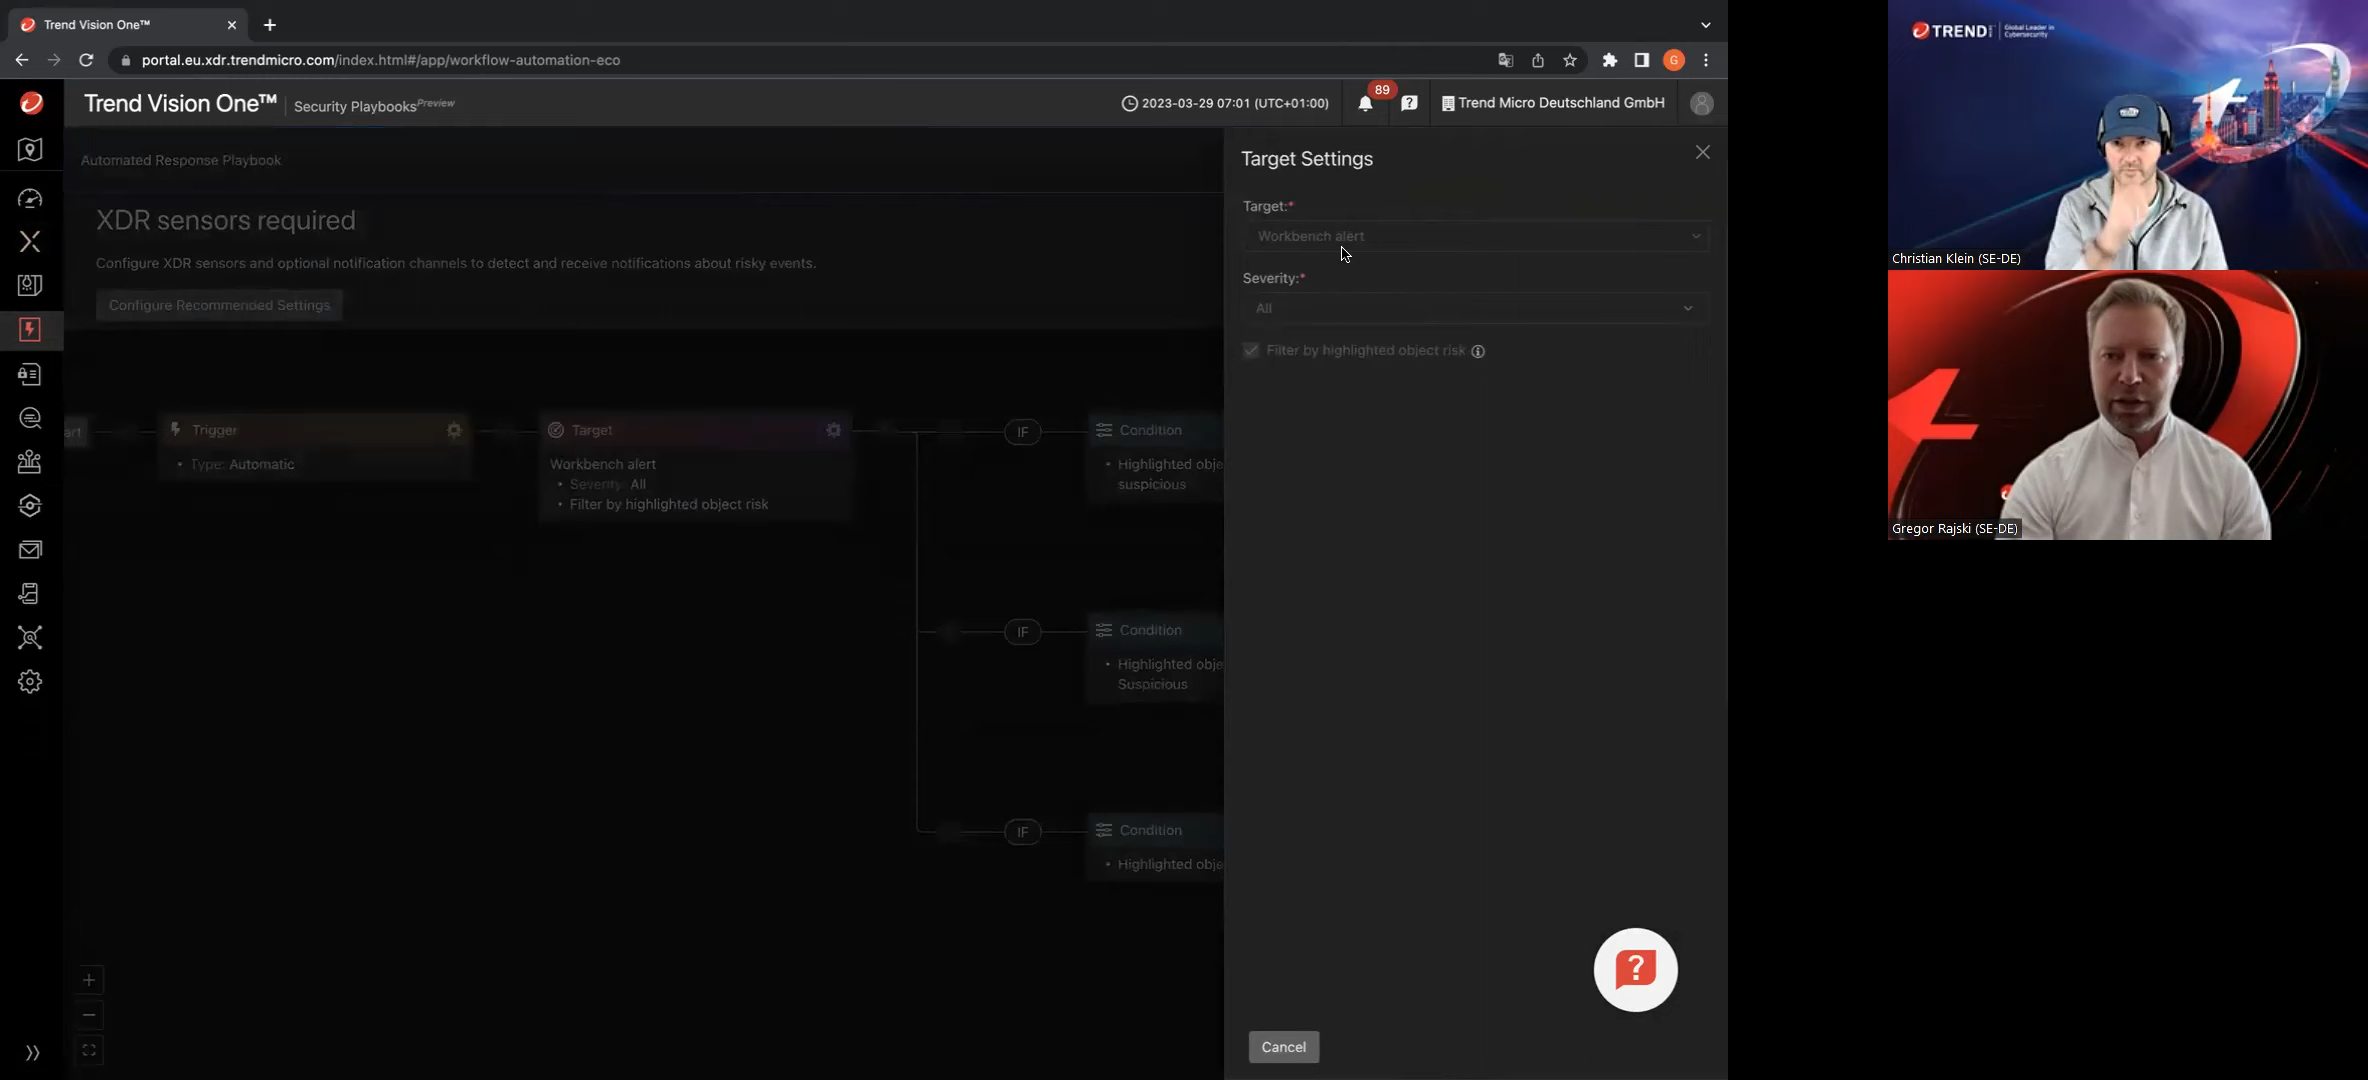 Trend Vision One™
portal.eu.xdr.trendmicro.com/index.html#/app/workflow-automation-eco
G
Trend Vision One™ | Security Playbooks Preview
2023-03-29 07:01 (UTC+01:00)
89
Trend Micro Deutschland GmbH
Automated Response Playbook
XDR sensors required
Configure XDR sensors and optional notification channels to detect and receive notifications about risky events.
Configure Recommended Settings
art
Trigger
• Type: Automatic
Target
Workbench alert
• Severity: All
• Filter by highlighted object risk
IF
Condition
• Highlighted obje
suspicious
IF
Condition
• Highlighted obje
Suspicious
IF
Condition
• Highlighted obje
Target Settings
Target:*
Workbench alert
Severity:*
All
Filter by highlighted object risk
Cancel
TREND
Global Leader in
Cybersecurity
Christian Klein (SE-DE)
Gregor Rajski (SE-DE)